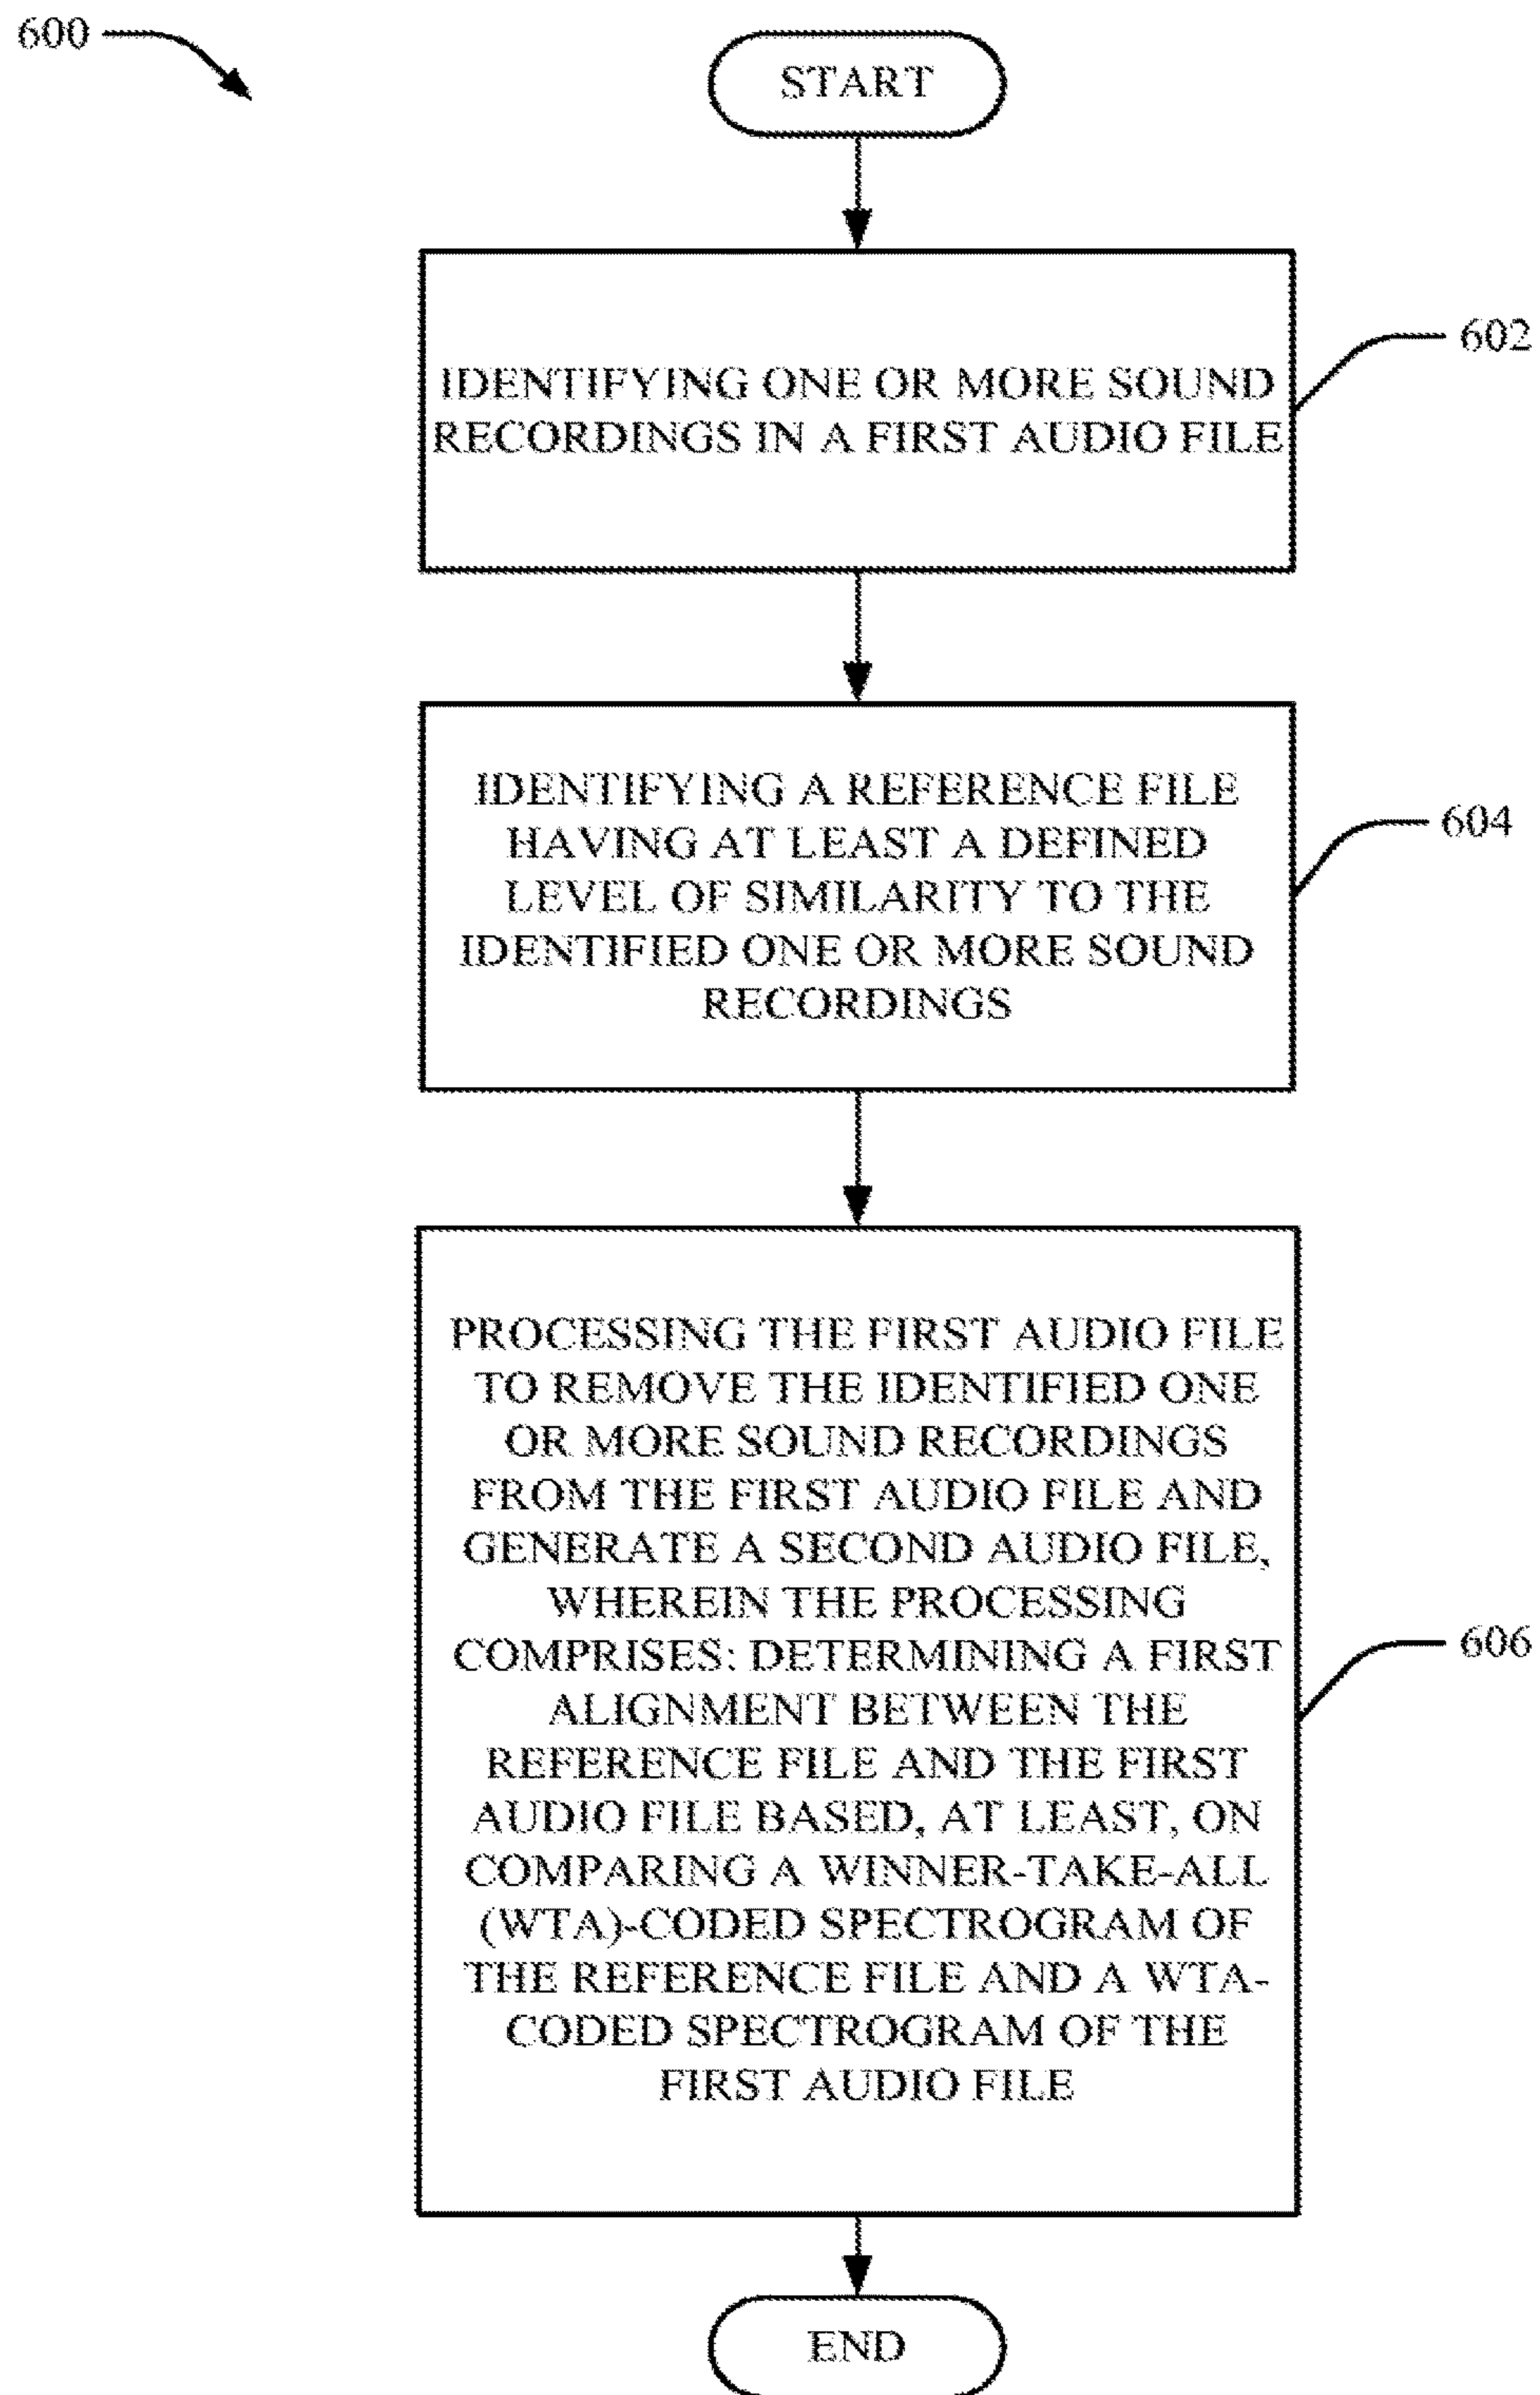 600
START
IDENTIFYING ONE OR MORE SOUND
RECORDINGS IN A FIRST AUDIO FILE
602
IDENTIFYING A REFERENCE FILE
HAVING AT LEAST A DEFINED
LEVEL OF SIMILARITY TO THE
IDENTIFIED ONE OR MORE SOUND
RECORDINGS
604
PROCESSING THE FIRST AUDIO FILE
TO REMOVE THE IDENTIFIED ONE
OR MORE SOUND RECORDINGS
FROM THE FIRST AUDIO FILE AND
GENERATE A SECOND AUDIO FILE,
WHEREIN THE PROCESSING
COMPRISES: DETERMINING A FIRST
ALIGNMENT BETWEEN THE
REFERENCE FILE AND THE FIRST
AUDIO FILE BASED, AT LEAST, ON
COMPARING A WINNER-TAKE-ALL
(WTA)-CODED SPECTROGRAM OF
THE REFERENCE FILE AND A WTA-
CODED SPECTROGRAM OF THE
FIRST AUDIO FILE
606
END